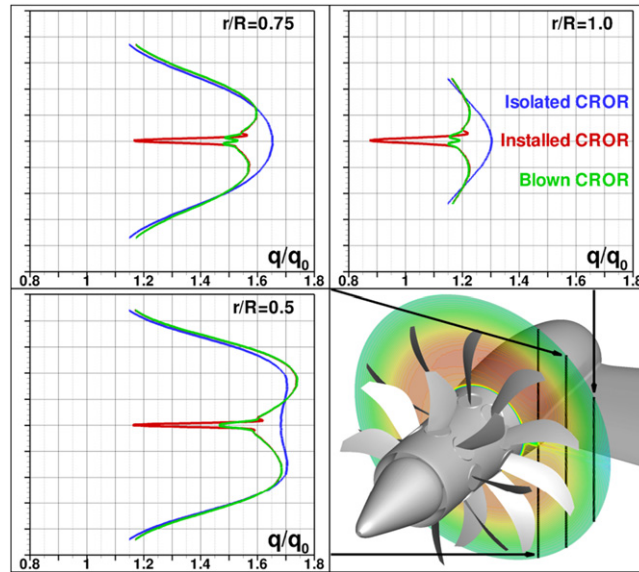 r/R=0.75
0.8 1 1.2 1.4 1.6 1.8
q/q0
r/R=1.0
Isolated CROR
Installed CROR
Blown CROR
q/q0
0.8 1 1.2 1.4 1.6 1.8
r/R=0.5
q/q0
0.8 1 1.2 1.4 1.6 1.8